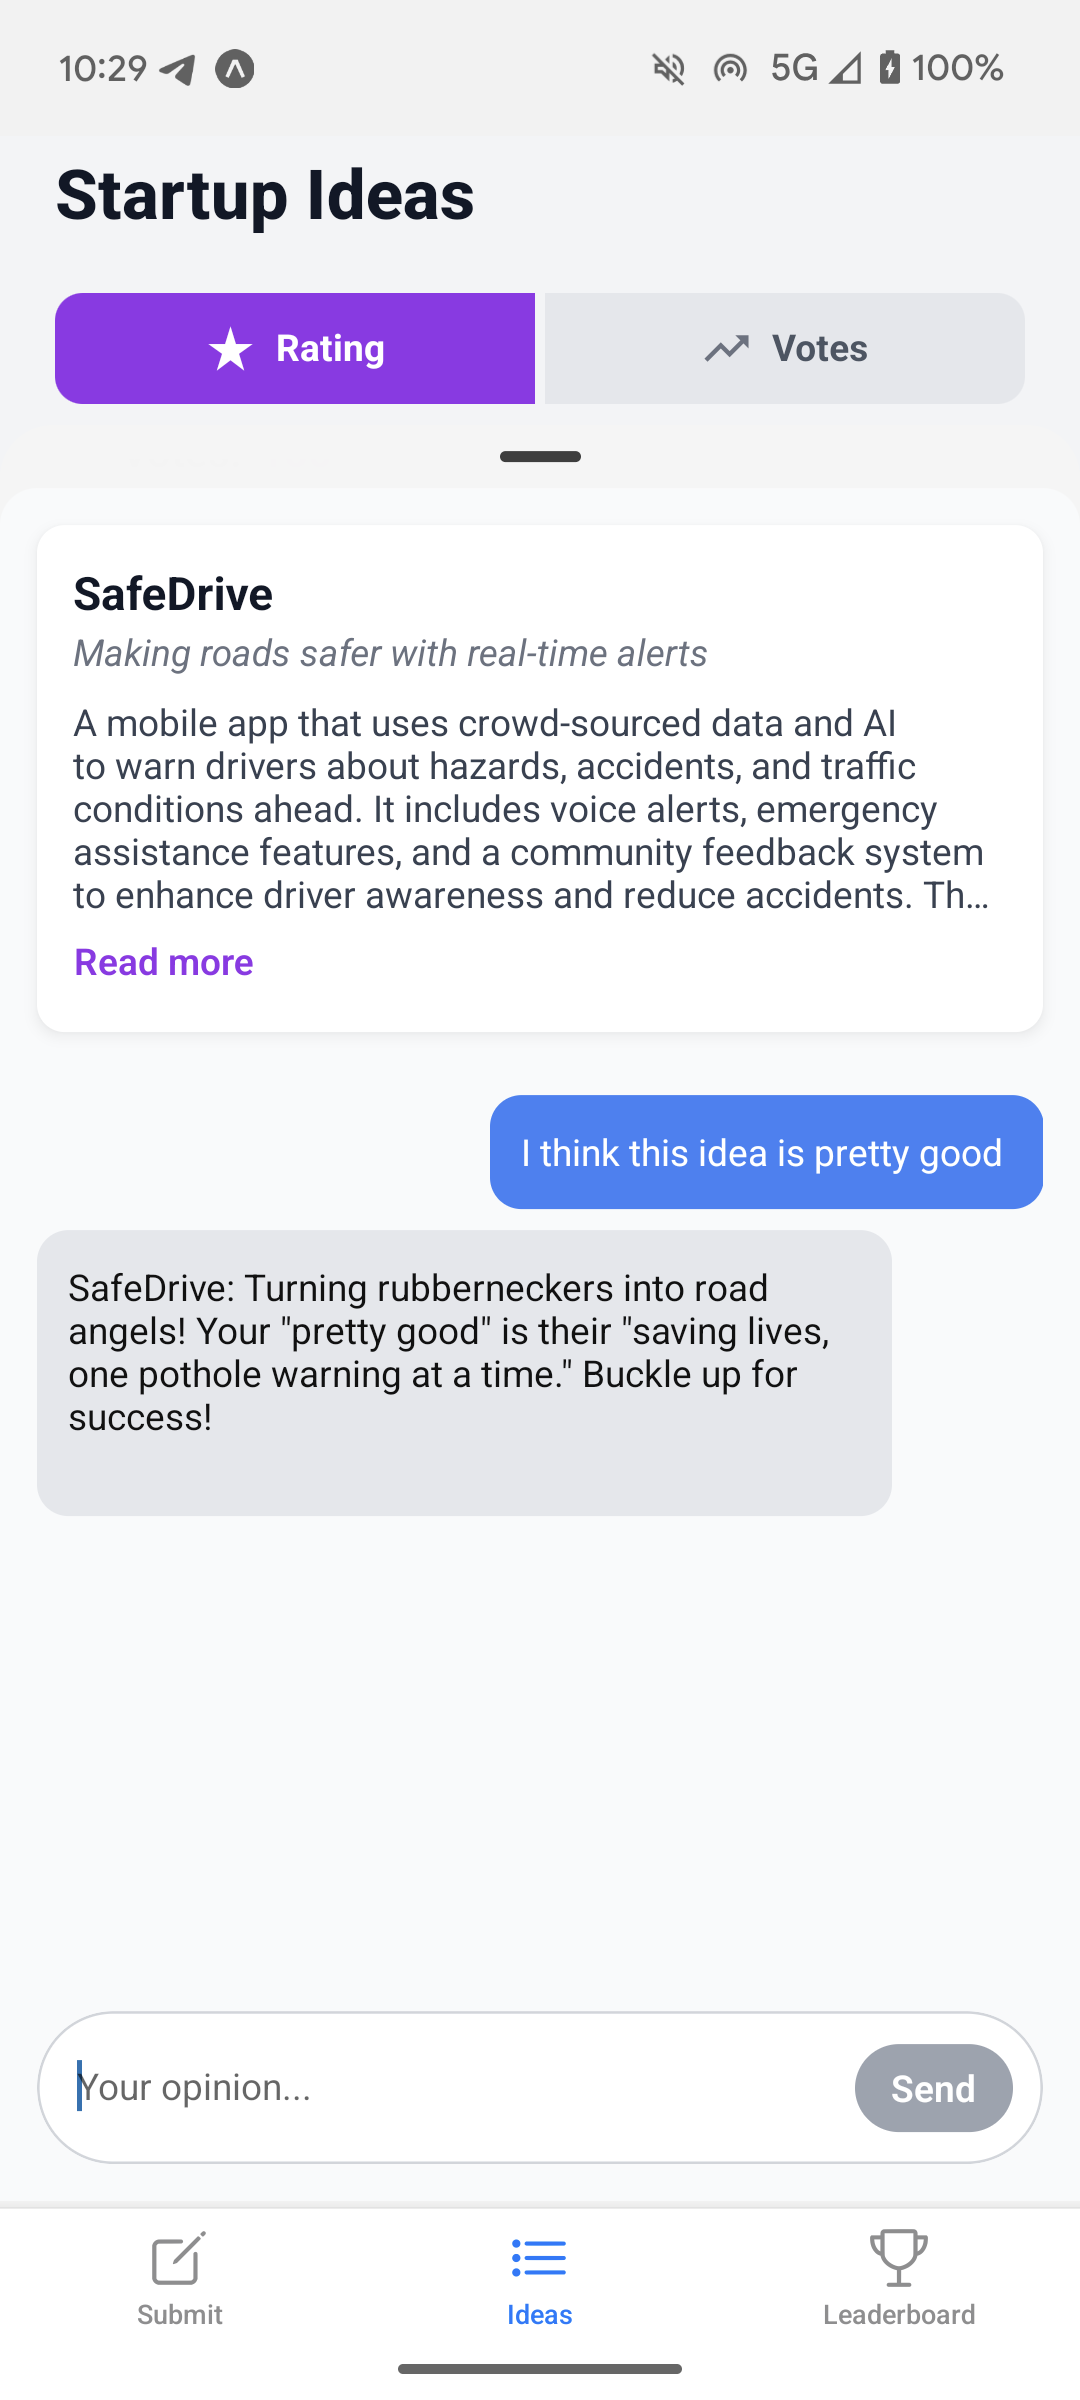 10:29 5G 100%
Startup Ideas
Rating Votes
SafeDrive
Making roads safer with real-time alerts
A mobile app that uses crowd-sourced data and AI
to warn drivers about hazards, accidents, and traffic
conditions ahead. It includes voice alerts, emergency
assistance features, and a community feedback system
to enhance driver awareness and reduce accidents. Th...
Read more
I think this idea is pretty good
SafeDrive: Turning rubberneckers into road
angels! Your "pretty good" is their "saving lives,
one pothole warning at a time." Buckle up for
success!
Your opinion... Send
Submit Ideas Leaderboard